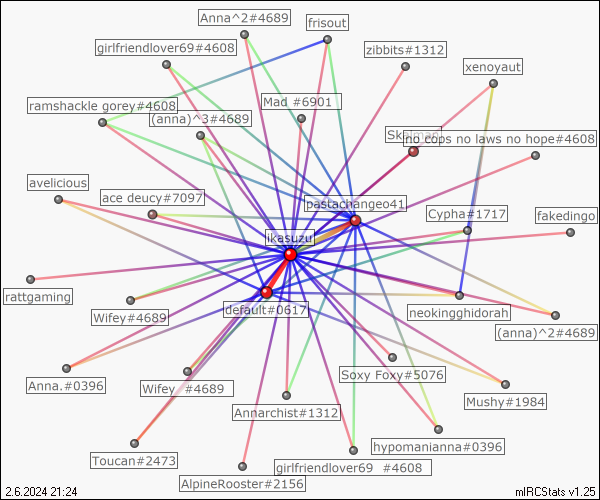 Anna^2#4689
frisout
girlfriendlover69#4608
zibbits#1312
xenoyaut
ramshackle gorey#4608
(anna)^3#4689
Mad #6901
no cops no laws no hope#4608
avelicious
ace deucy#7097
pastachangeo41
Cypha#1717
fakedingo
ikasuzu
rattgaming
Wifey#4689
default#0617
neokingghidorah
(anna)^2#4689
Anna.#0396
Wifey #4689
Soxy Foxy#5076
Mushy#1984
Annarchist#1312
hypomanianna#0396
Toucan#2473
AlpineRooster#2156
girlfriendlover69 #4608
2.6.2024 21:24
mIRCStats v1.25